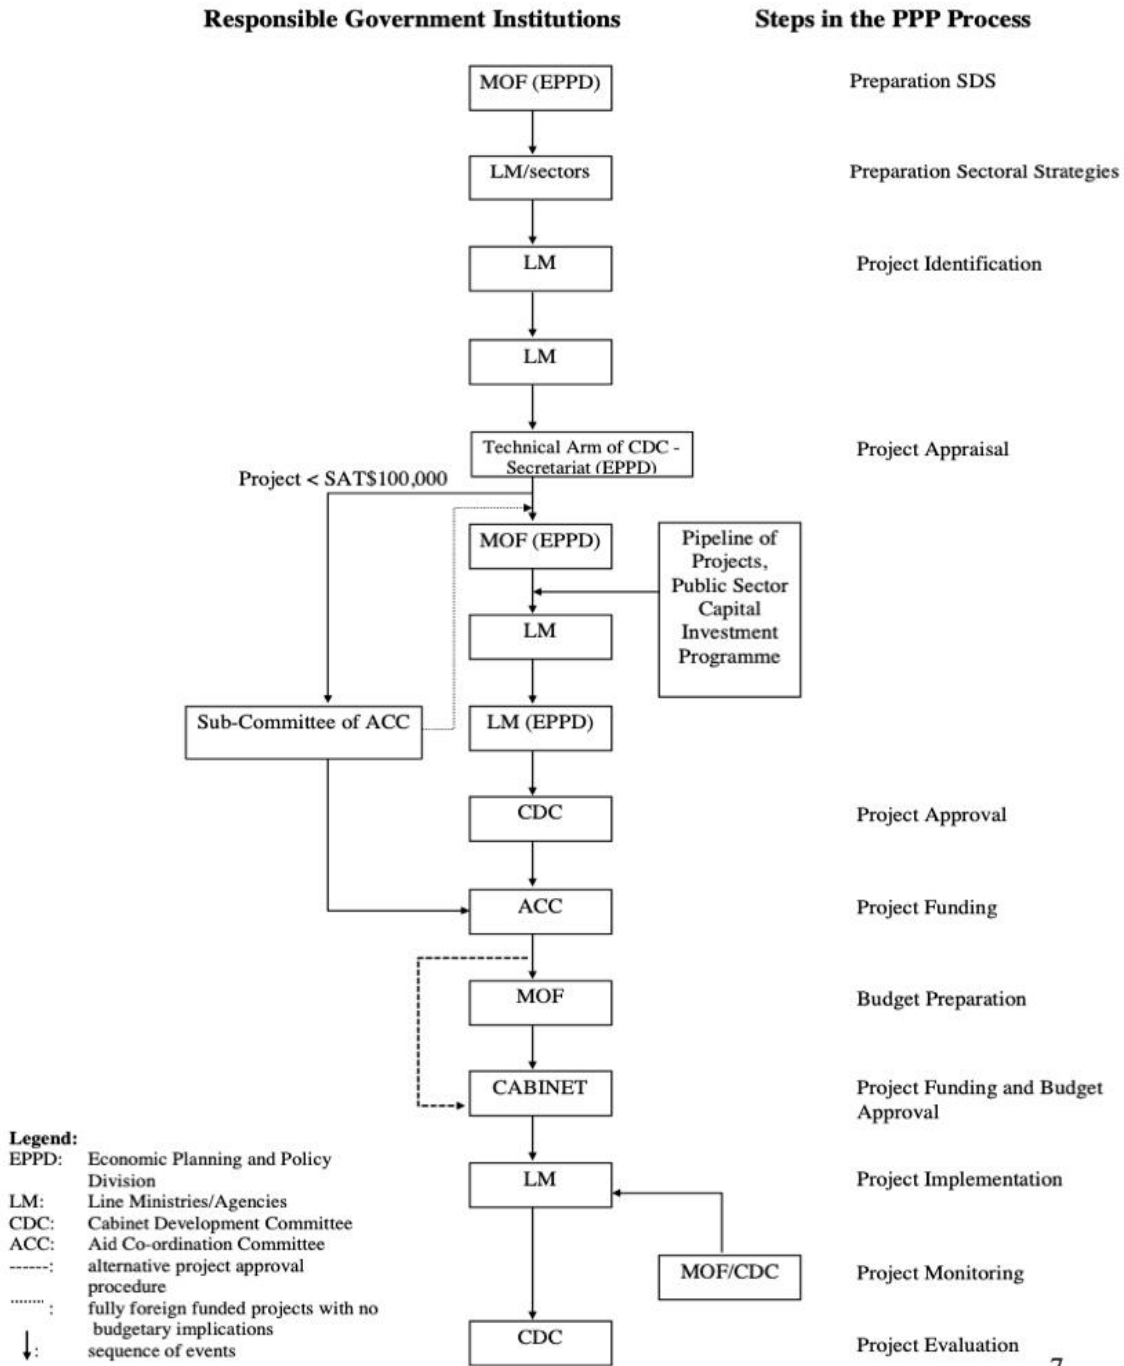 Responsible Government Institutions
Steps in the PPP Process
MOF (EPPD)
Preparation SDS
LM/sectors
Preparation Sectoral Strategies
LM
Project Identification
LM
Technical Arm of CDC -
Secretariat (EPPD)
Project Appraisal
Project < SAT$100,000
MOF (EPPD)
Pipeline of
Projects,
Public Sector
Capital
Investment
Programme
LM
Sub-Committee of ACC
LM (EPPD)
CDC
Project Approval
ACC
Project Funding
MOF
Budget Preparation
CABINET
Project Funding and Budget
Approval
LM
Project Implementation
MOF/CDC
Project Monitoring
CDC
Project Evaluation
Legend:
EPPD: Economic Planning and Policy
Division
LM: Line Ministries/Agencies
CDC: Cabinet Development Committee
ACC: Aid Co-ordination Committee
------: alternative project approval
procedure
........ : fully foreign funded projects with no
budgetary implications
↓: sequence of events